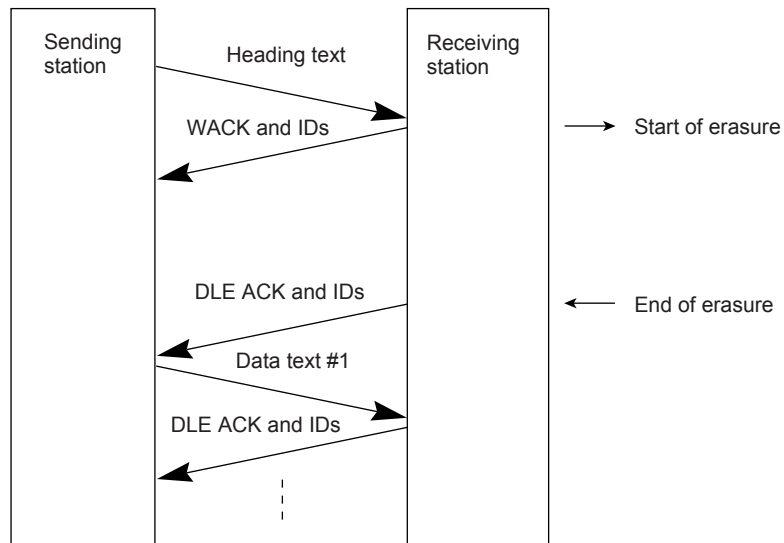 Sending
station
Heading text
Receiving
station
WACK and IDs
Start of erasure
DLE ACK and IDs
End of erasure
Data text #1
DLE ACK and IDs